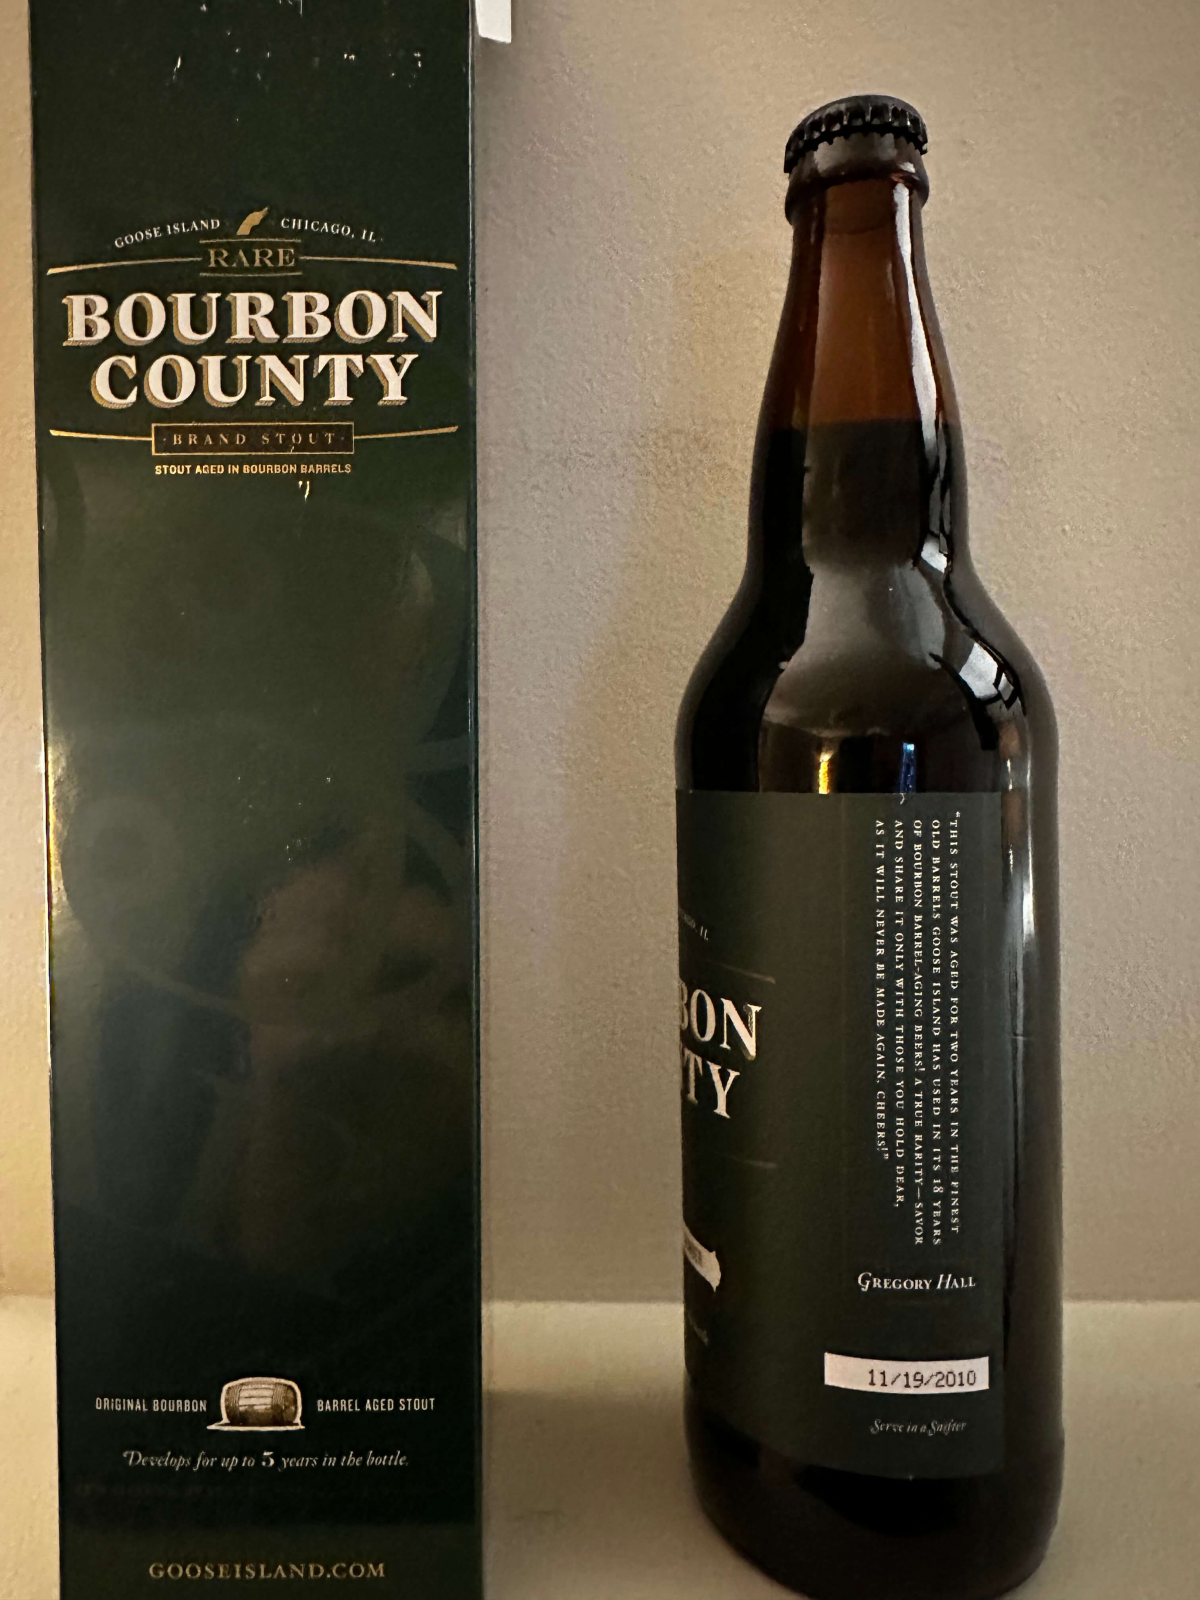 GOOSE ISLAND CHICAGO, IL
RARE
BOURBON
COUNTY
BRAND STOUT
STOUT AGED IN BOURBON BARRELS
ORIGINAL BOURBON BARREL AGED STOUT
Develops for up to 5 years in the bottle.
GOOSEISLAND.COM
BON
TY
"THIS STOUT WAS AGED FOR TWO YEARS IN THE FINEST
OLD BARRELS GOOSE ISLAND HAS USED IN ITS 18 YEARS
OF BOURBON BARREL-AGING BEERS! A TRUE RARITY—SAVOR
AND SHARE IT ONLY WITH THOSE YOU HOLD DEAR,
AS IT WILL NEVER BE MADE AGAIN. CHEERS!"
GREGORY HALL
11/19/2010
Serve in a Snifter